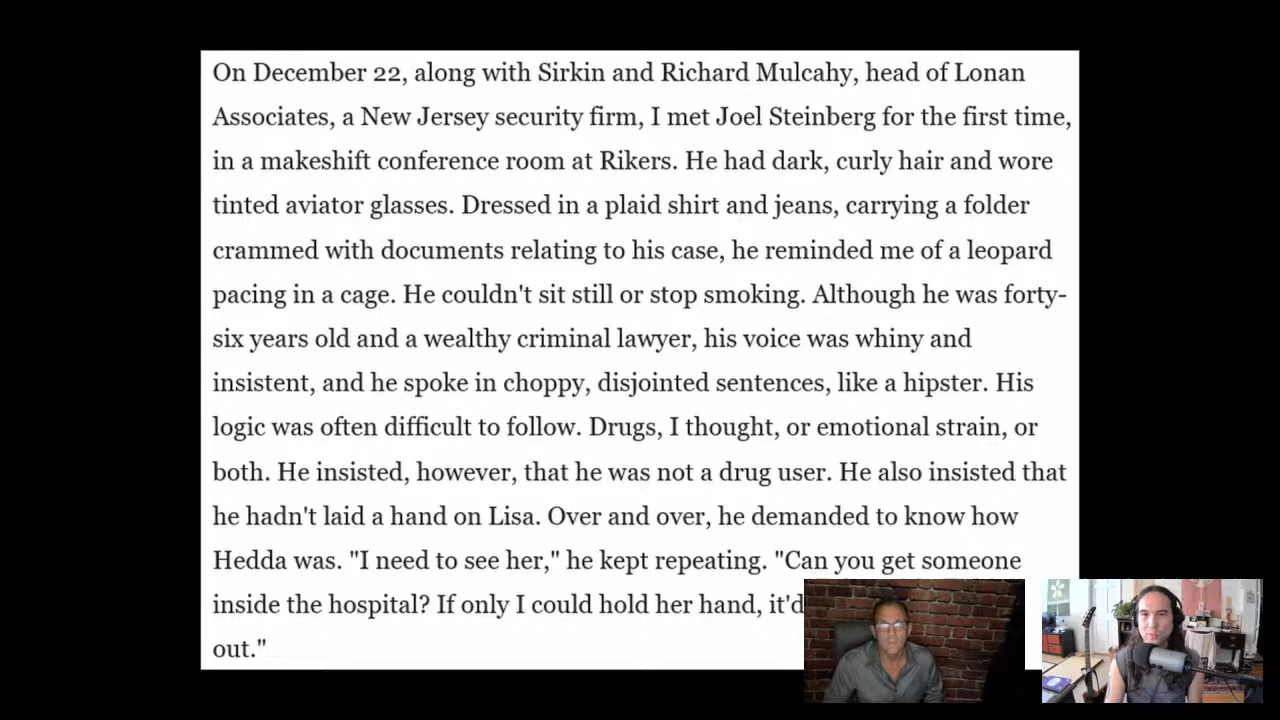 On December 22, along with Sirkin and Richard Mulcahy, head of Lonan
Associates, a New Jersey security firm, I met Joel Steinberg for the first time,
in a makeshift conference room at Rikers. He had dark, curly hair and wore
tinted aviator glasses. Dressed in a plaid shirt and jeans, carrying a folder
crammed with documents relating to his case, he reminded me of a leopard
pacing in a cage. He couldn't sit still or stop smoking. Although he was forty-
six years old and a wealthy criminal lawyer, his voice was whiny and
insistent, and he spoke in choppy, disjointed sentences, like a hipster. His
logic was often difficult to follow. Drugs, I thought, or emotional strain, or
both. He insisted, however, that he was not a drug user. He also insisted that
he hadn't laid a hand on Lisa. Over and over, he demanded to know how
Hedda was. "I need to see her," he kept repeating. "Can you get someone
inside the hospital? If only I could hold her hand, it'd
out."